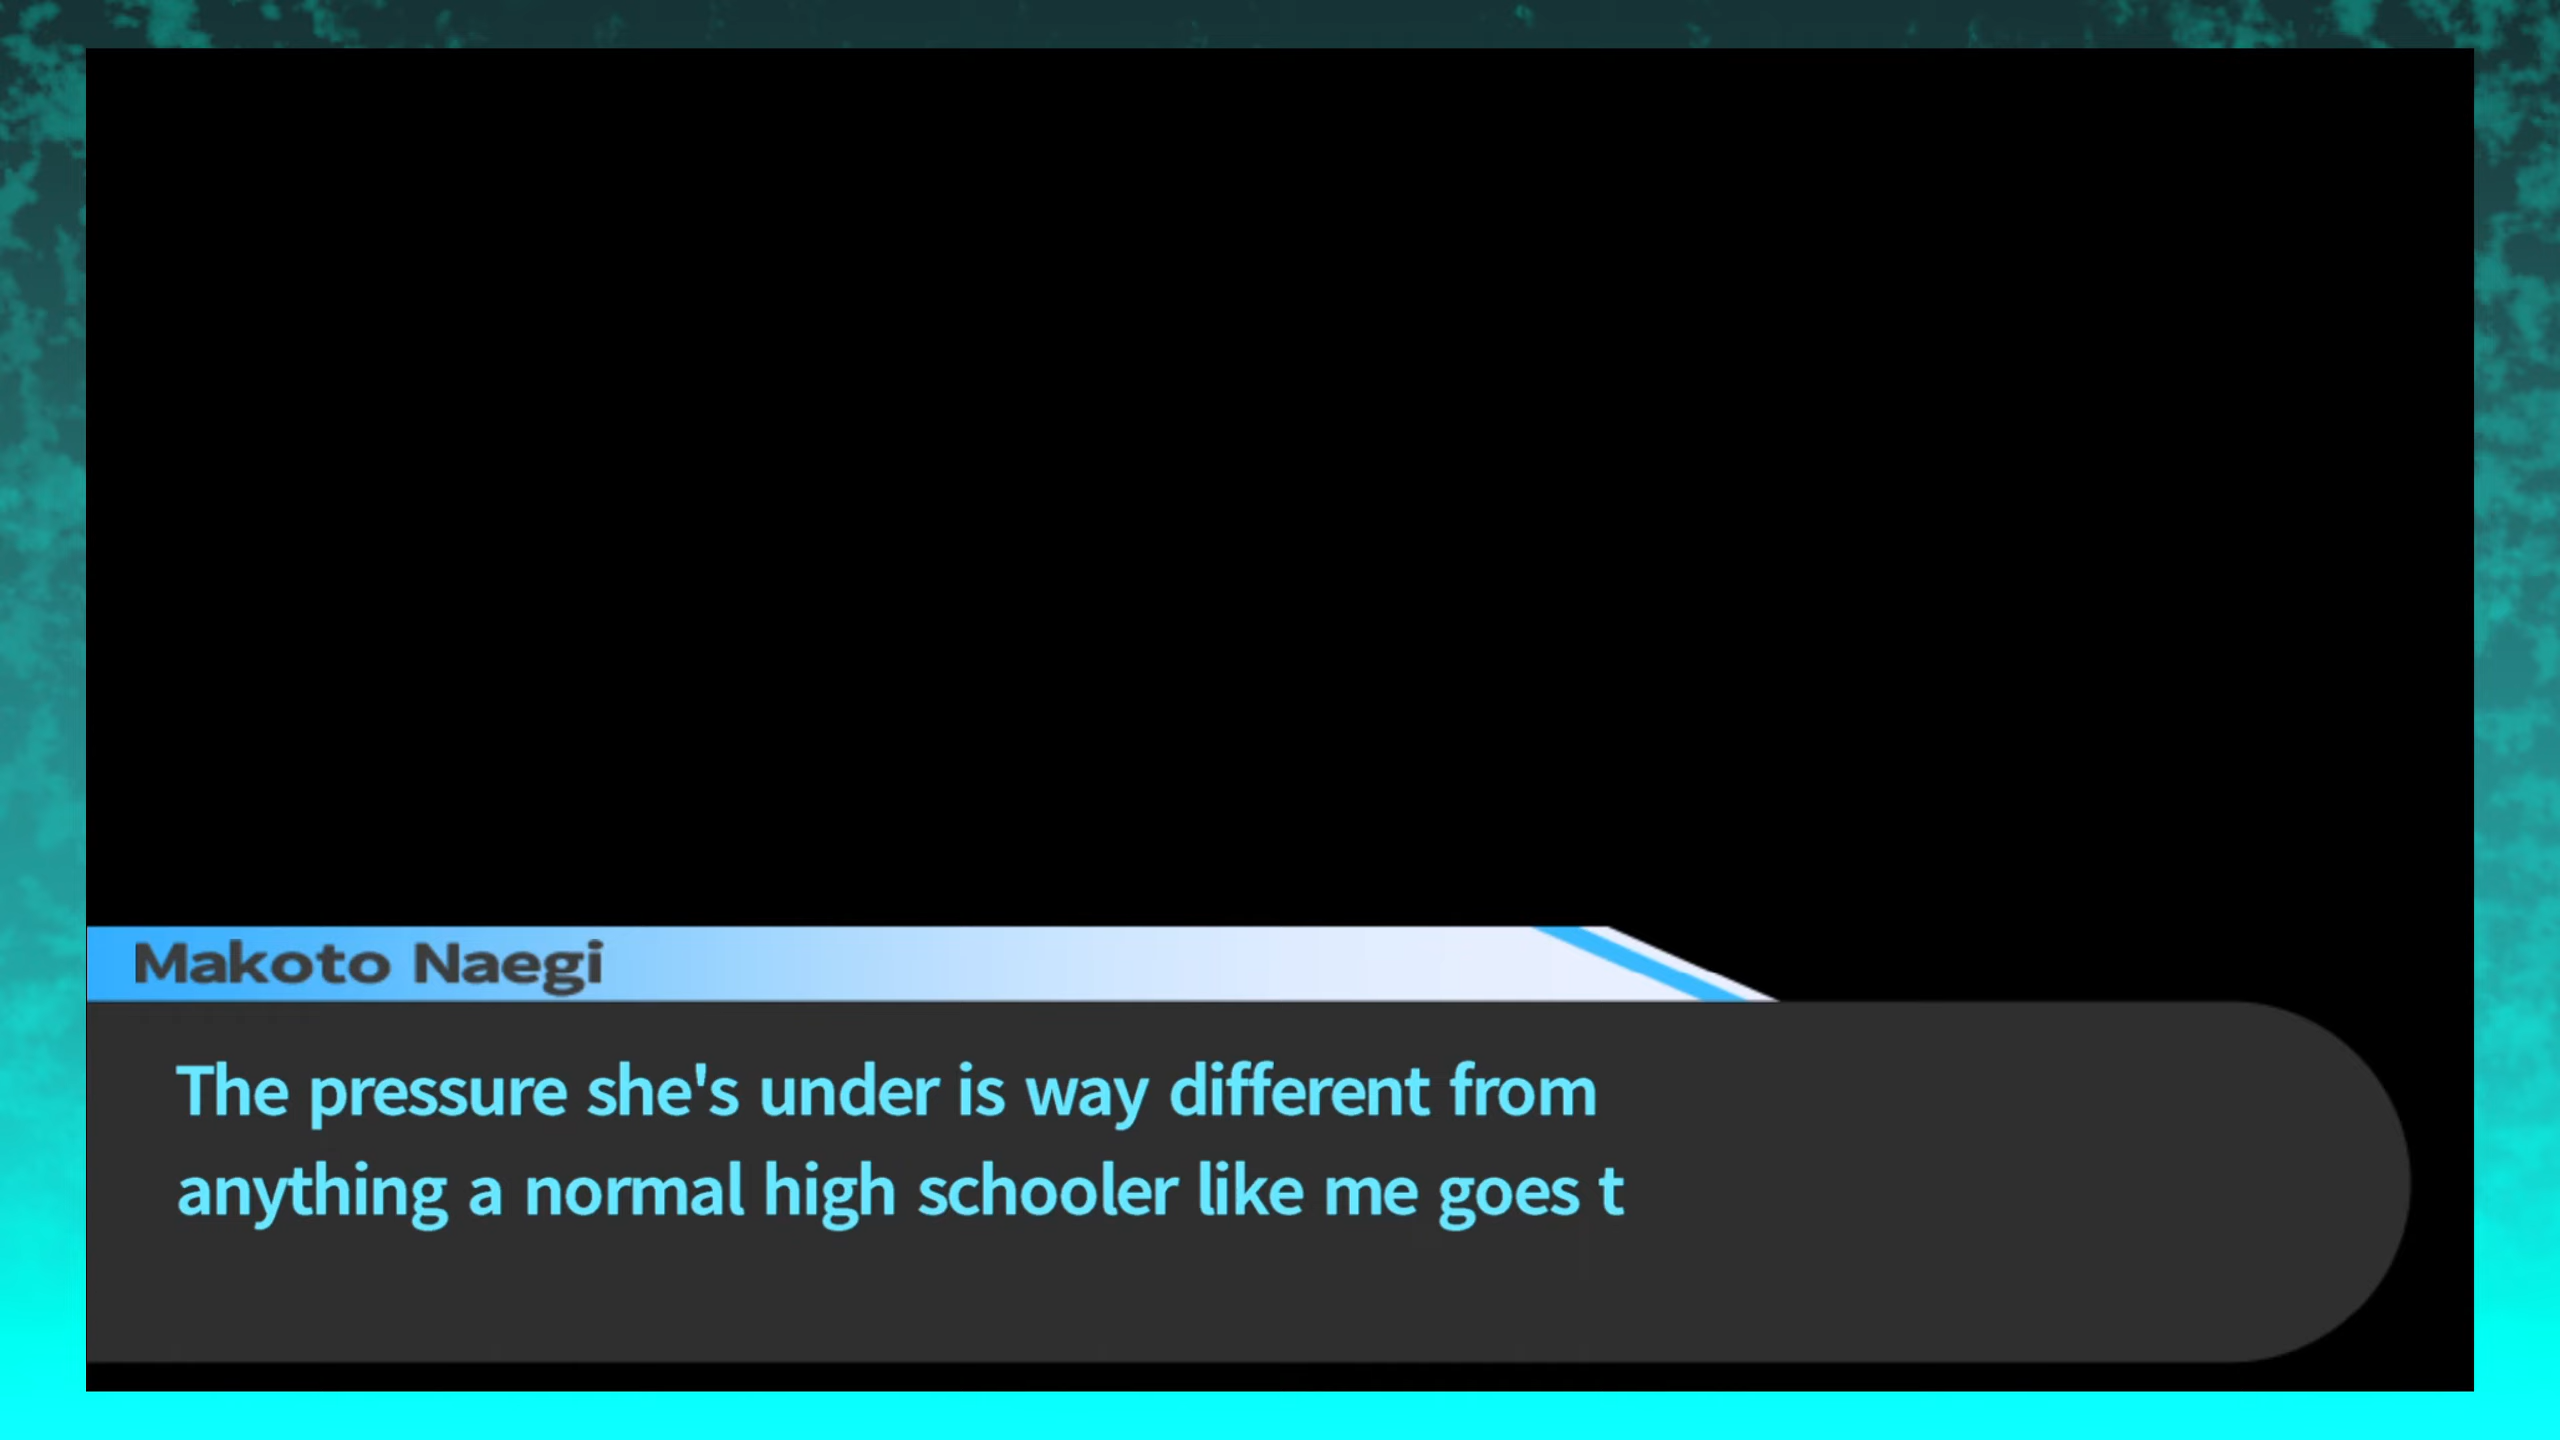 Makoto Naegi
The pressure she's under is way different from
anything a normal high schooler like me goes t